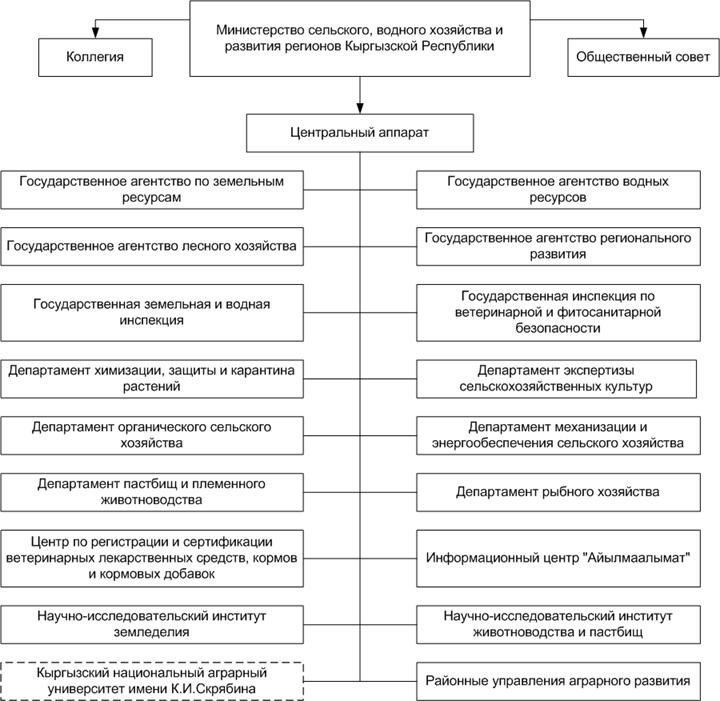 Министерство сельского, водного хозяйства и
развития регионов Кыргызской Республики
Коллегия
Общественный совет
Центральный аппарат
Государственное агентство по земельным
ресурсам
Государственное агентство водных
ресурсов
Государственное агентство лесного хозяйства
Государственное агентство регионального
развития
Государственная земельная и водная
инспекция
Государственная инспекция по
ветеринарной и фитосанитарной
безопасности
Департамент химизации, защиты и карантина
растений
Департамент экспертизы
сельскохозяйственных культур
Департамент органического сельского
хозяйства
Департамент механизации и
энергообеспечения сельского хозяйства
Департамент пастбищ и племенного
животноводства
Департамент рыбного хозяйства
Центр по регистрации и сертификации
ветеринарных лекарственных средств, кормов
и кормовых добавок
Информационный центр "Айылмаалымат"
Научно-исследовательский институт
земледелия
Научно-исследовательский институт
животноводства и пастбищ
Кыргызский национальный аграрный
университет имени К.И.Скрябина
Районные управления аграрного развития